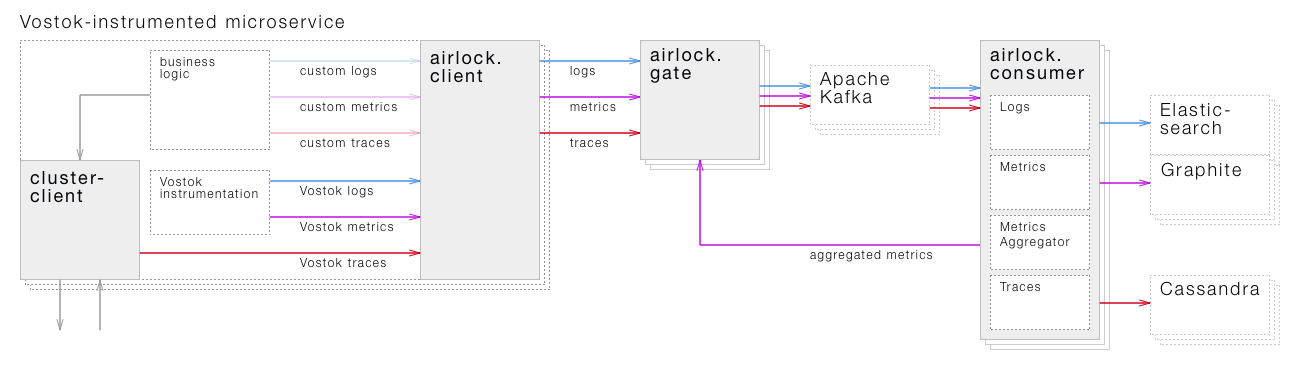 Vostok-instrumented microservice
business
logic
custom logs
custom metrics
custom traces
airlock.
client
cluster-
client
Vostok
instrumentation
Vostok logs
Vostok metrics
Vostok traces
logs
metrics
traces
airlock.
gate
Apache
Kafka
aggregated metrics
airlock.
consumer
Logs
Metrics
Metrics
Aggregator
Traces
Elastic-
search
Graphite
Cassandra